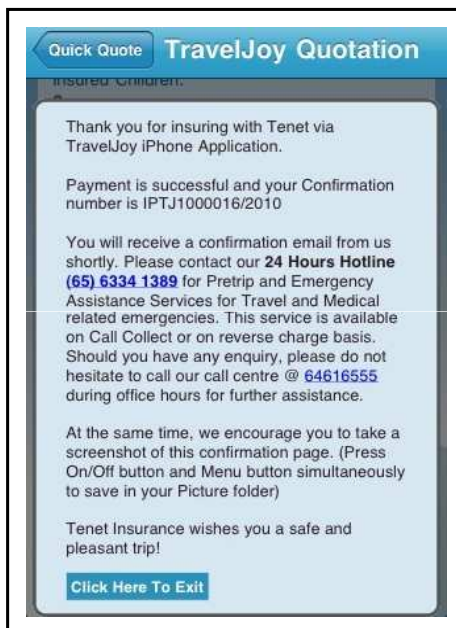 Quick Quote TravelJoy Quotation
Insured Children:
Thank you for insuring with Tenet via
TravelJoy iPhone Application.
Payment is successful and your Confirmation
number is IPTJ1000016/2010
You will receive a confirmation email from us
shortly. Please contact our 24 Hours Hotline
(65) 6334 1389 for Pretrip and Emergency
Assistance Services for Travel and Medical
related emergencies. This service is available
on Call Collect or on reverse charge basis.
Should you have any enquiry, please do not
hesitate to call our call centre @ 64616555
during office hours for further assistance.
At the same time, we encourage you to take a
screenshot of this confirmation page. (Press
On/Off button and Menu button simultaneously
to save in your Picture folder)
Tenet Insurance wishes you a safe and
pleasant trip!
Click Here To Exit